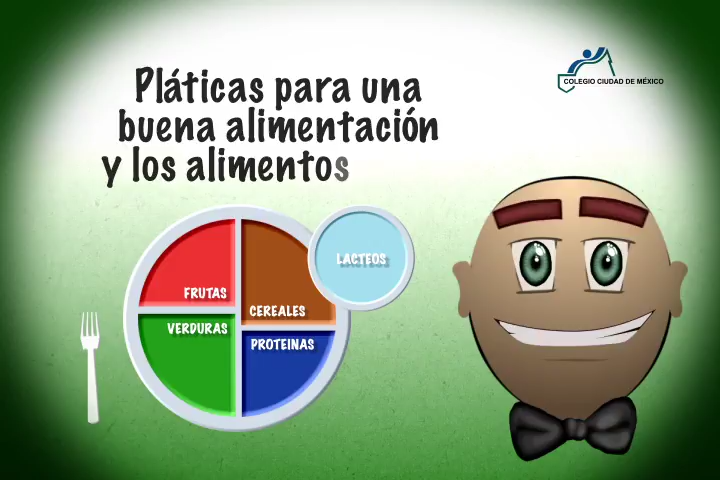 COLEGIO CIUDAD DE MÉXICO
Pláticas para una
buena alimentación
y los alimentos
LACTEOS
FRUTAS
CEREALES
VERDURAS
PROTEINAS